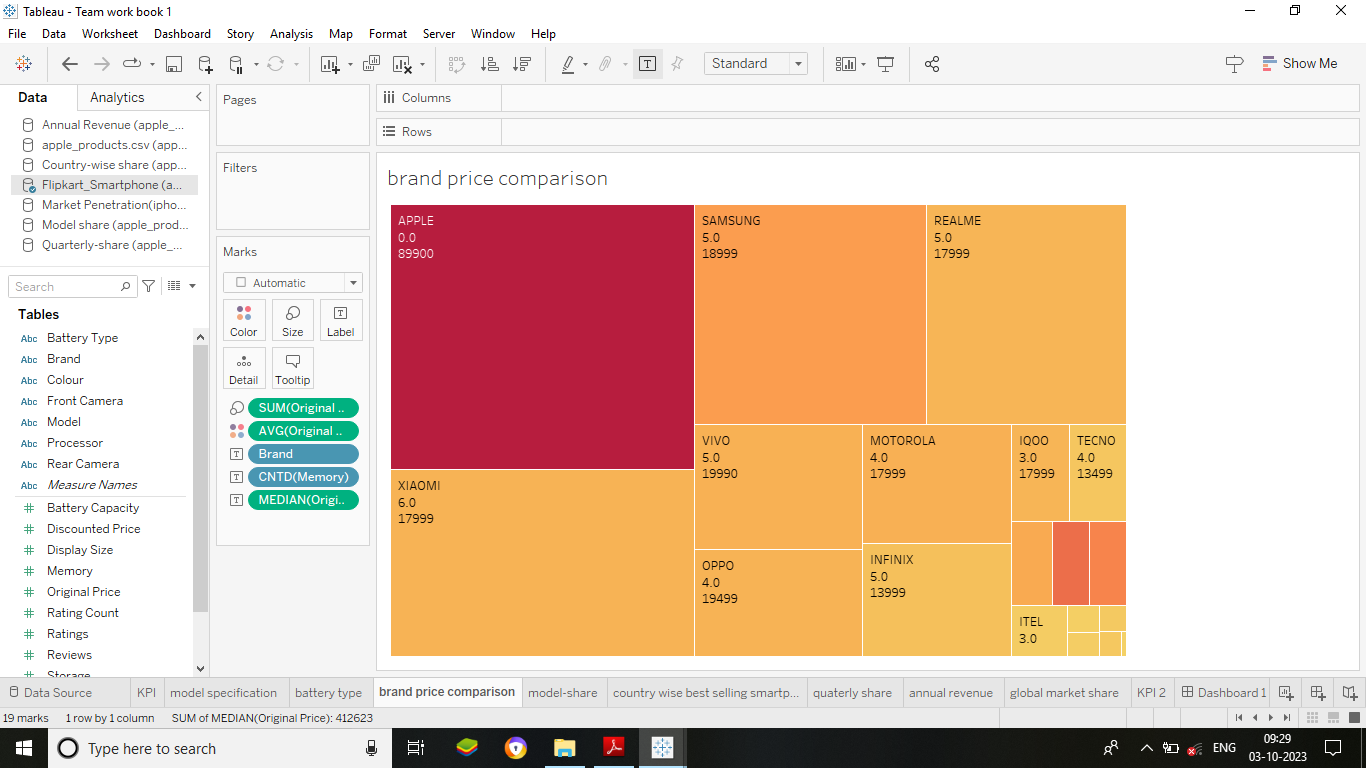 Tableau - Team work book 1
File Data Worksheet Dashboard Story Analysis Map Format Server Window Help
Standard
Show Me
Data Analytics
Annual Revenue (apple_...
apple_products.csv (app...
Country-wise share (app...
Flipkart_Smartphone (a...
Market Penetration(ipho...
Model share (apple_prod...
Quarterly-share (apple_...
Search
Tables
Abc Battery Type
Abc Brand
Abc Colour
Abc Front Camera
Abc Model
Abc Processor
Abc Rear Camera
Abc Measure Names
# Battery Capacity
# Discounted Price
# Display Size
# Memory
# Original Price
# Rating Count
# Ratings
# Reviews
Storage
Pages
Filters
Marks
Automatic
Color Size Label
Detail Tooltip
SUM(Original ..
AVG(Original ..
Brand
CNTD(Memory)
MEDIAN(Origi..
Columns
Rows
brand price comparison
APPLE
0.0
89900
SAMSUNG
5.0
18999
REALME
5.0
17999
XIAOMI
6.0
17999
VIVO
5.0
19990
MOTOROLA
4.0
17999
IQOO
3.0
17999
TECNO
4.0
13499
OPPO
4.0
19499
INFINIX
5.0
13999
ITEL
3.0
Data Source KPI model specification battery type brand price comparison model-share country wise best selling smartp... quaterly share annual revenue global market share KPI 2 Dashboard 1
19 marks 1 row by 1 column SUM of MEDIAN(Original Price): 412623
Type here to search
ENG
09:29
03-10-2023